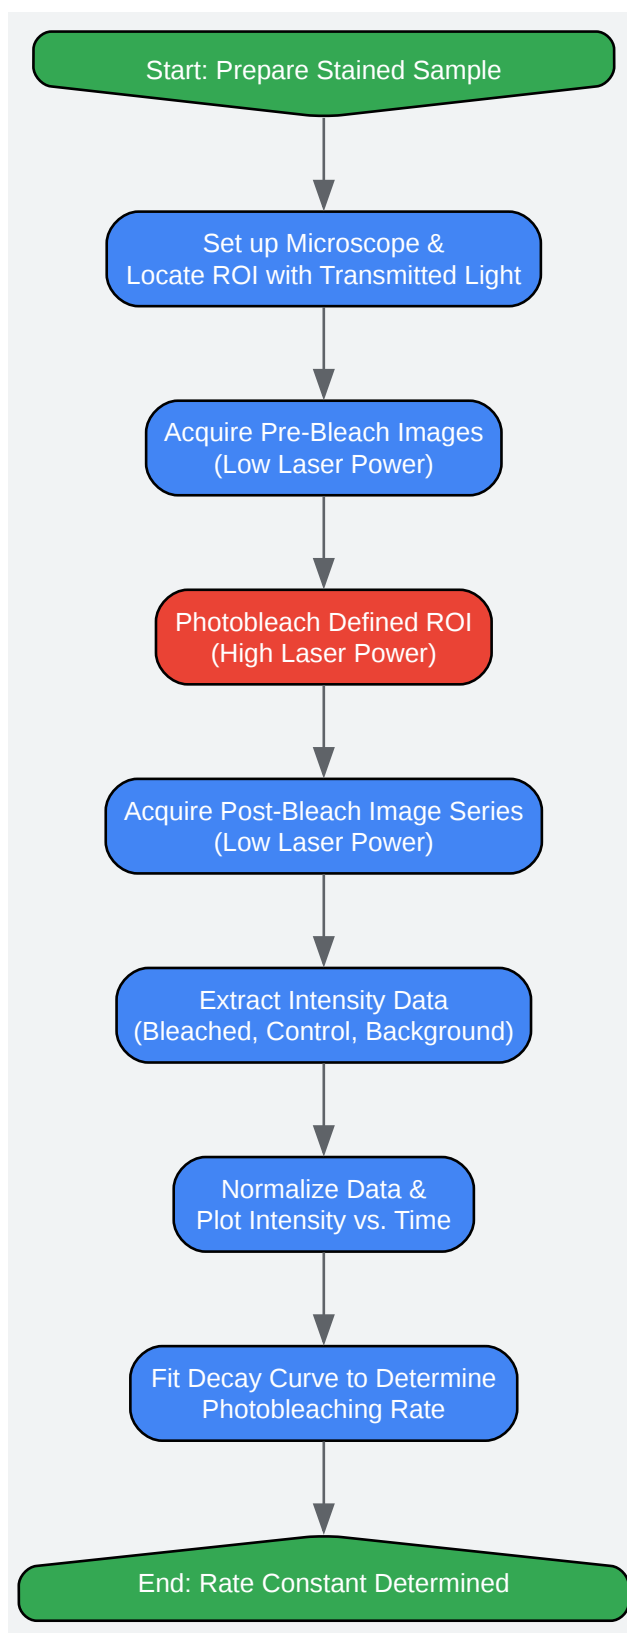 Start: Prepare Stained Sample
Set up Microscope &
Locate ROI with Transmitted Light
Acquire Pre-Bleach Images
(Low Laser Power)
Photobleach Defined ROI
(High Laser Power)
Acquire Post-Bleach Image Series
(Low Laser Power)
Extract Intensity Data
(Bleached, Control, Background)
Normalize Data &
Plot Intensity vs. Time
Fit Decay Curve to Determine
Photobleaching Rate
End: Rate Constant Determined